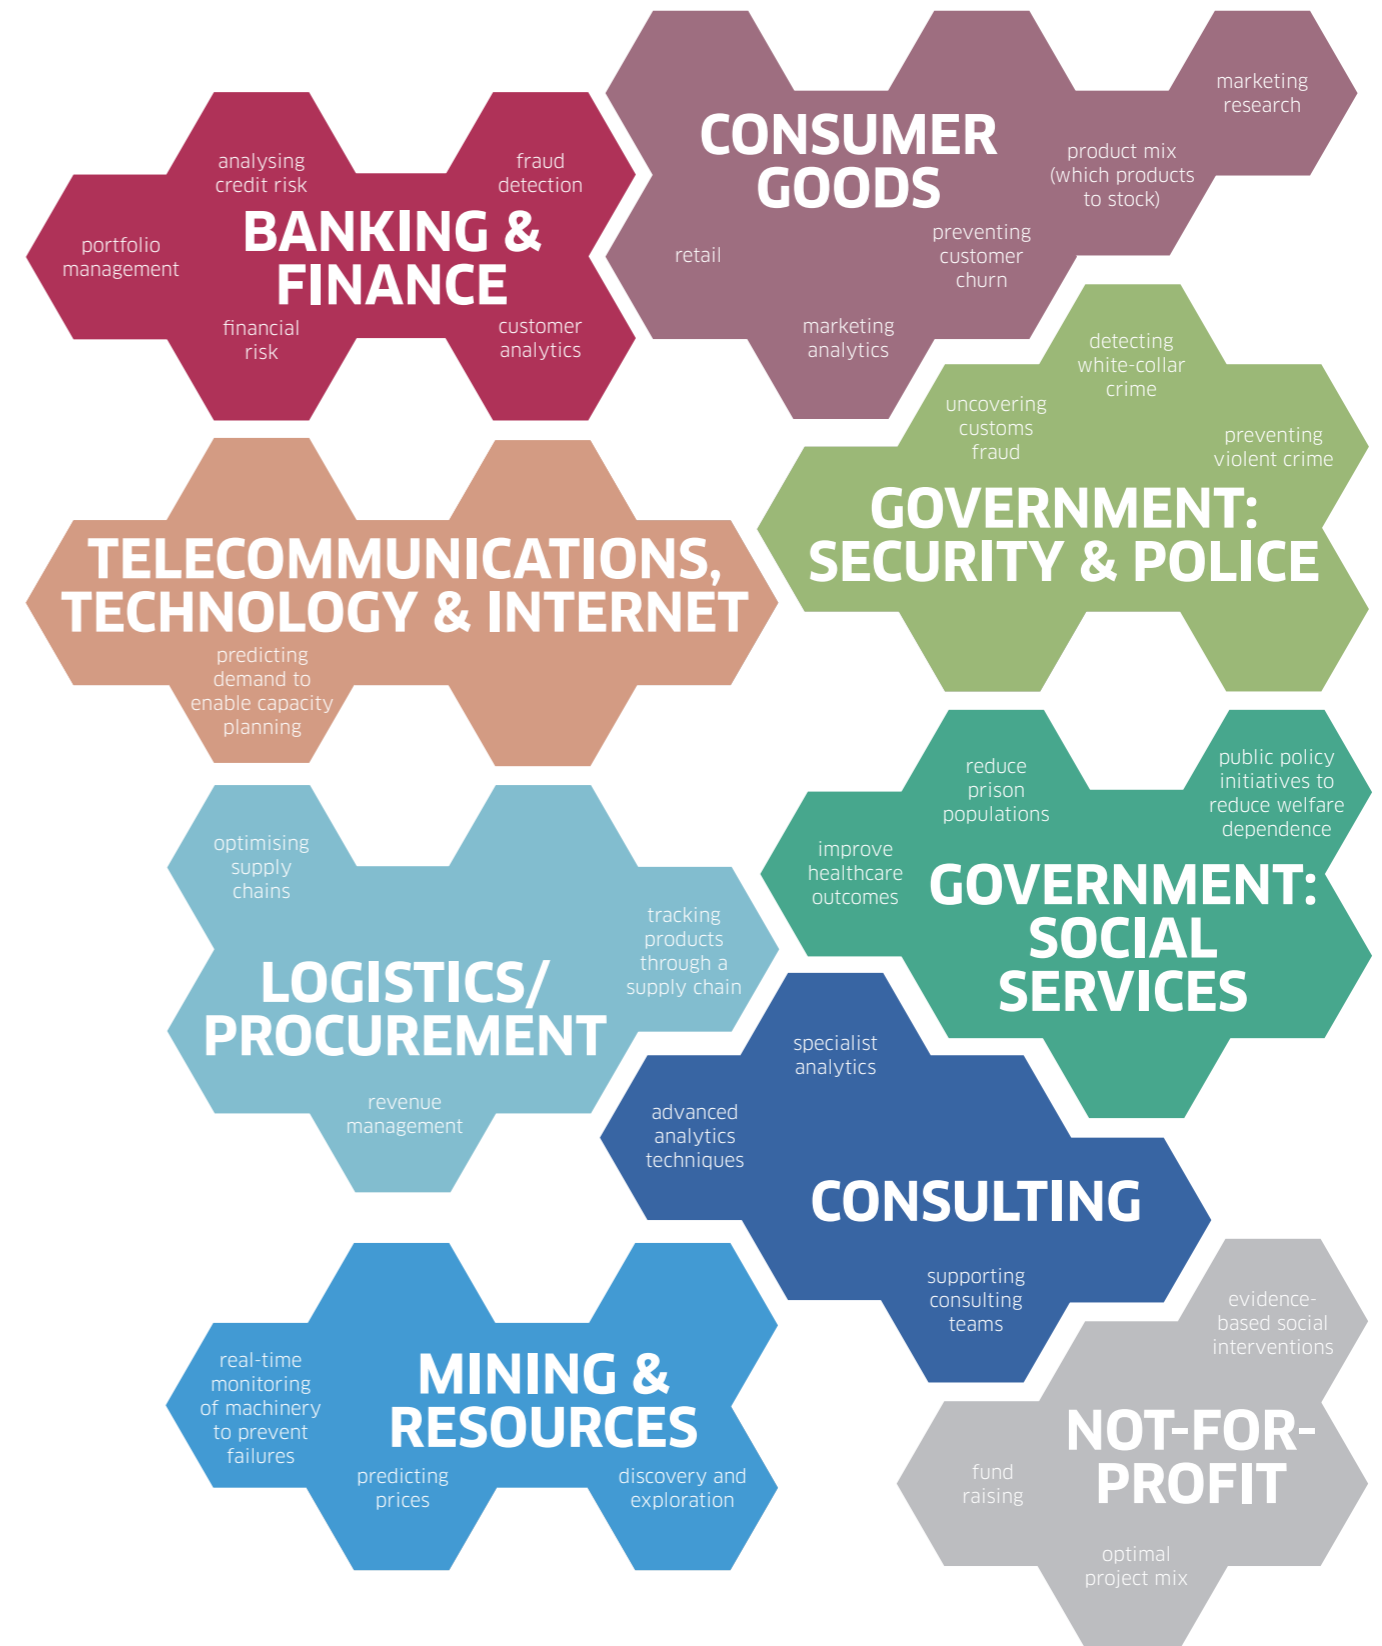 CONSUMER
GOODS
marketing
research
product mix
(which products
to stock)
retail
preventing
customer
churn
marketing
analytics
analysing
credit risk
fraud
detection
BANKING &
FINANCE
portfolio
management
financial
risk
customer
analytics
detecting
white-collar
crime
uncovering
customs
fraud
preventing
violent crime
GOVERNMENT:
SECURITY & POLICE
TELECOMMUNICATIONS,
TECHNOLOGY & INTERNET
predicting
demand to
enable capacity
planning
reduce
prison
populations
public policy
initiatives to
reduce welfare
dependence
improve
healthcare
outcomes
GOVERNMENT:
SOCIAL
SERVICES
optimising
supply
chains
tracking
products
through a
supply chain
LOGISTICS/
PROCUREMENT
revenue
management
specialist
analytics
advanced
analytics
techniques
CONSULTING
supporting
consulting
teams
real-time
monitoring
of machinery
to prevent
failures
MINING &
RESOURCES
predicting
prices
discovery and
exploration
evidence-
based social
interventions
NOT-FOR-
PROFIT
fund
raising
optimal
project mix